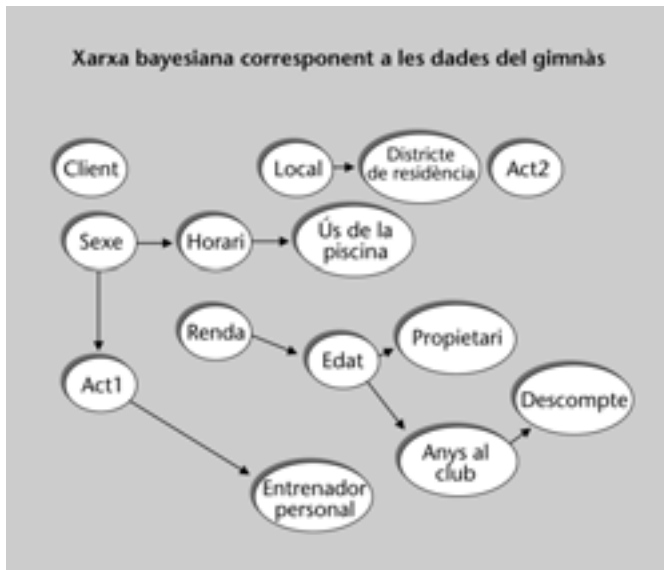 Xarxa bayesiana corresponent a les dades del gimnàs
Client
Local
Districte
de residència
Act2
Sexe
Horari
Ús de la
piscina
Renda
Edat
Propietari
Act1
Descompte
Anys al
club
Entrenador
personal